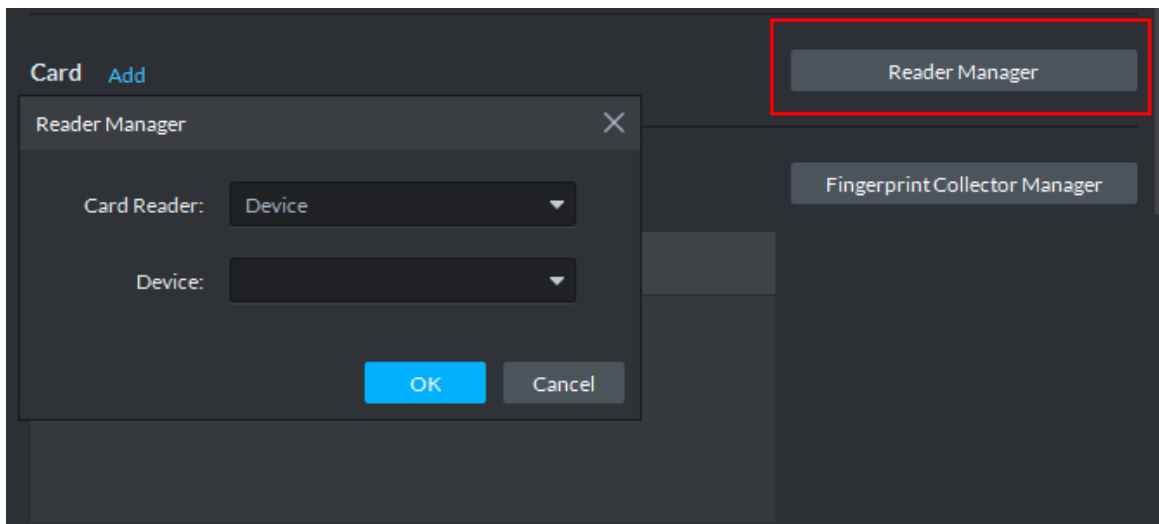 Card Add
Reader Manager
Reader Manager
Card Reader: Device
Device:
OK Cancel
Fingerprint Collector Manager